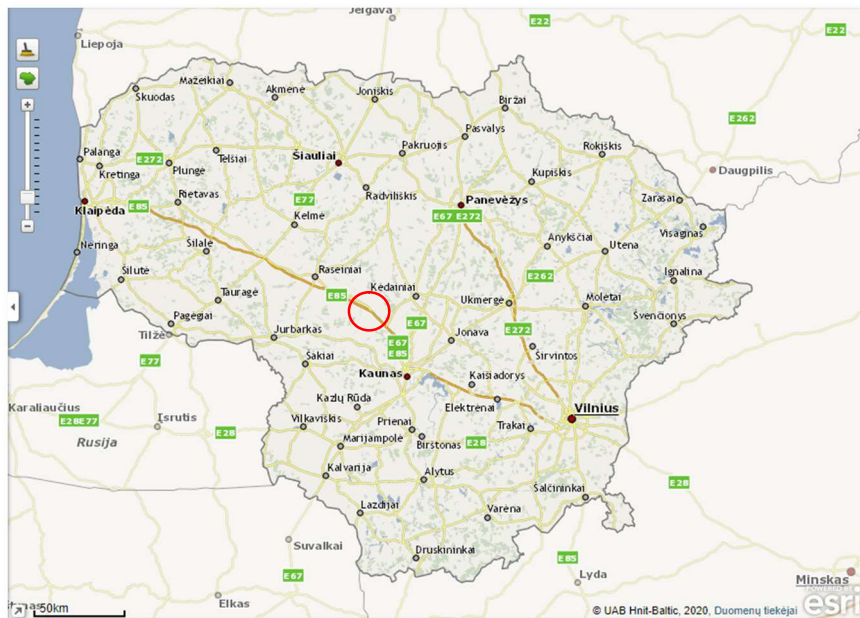 Jelgava
E22
E22
Liepoja
Mažeikiai
Skuodas
Akmenė
Joniškis
Biržai
E262
Pasvalys
Palanga
E272
Telšiai
Šiauliai
Pakruojis
Rokiškis
Kretinga
Plungė
Kupiškis
Daugpilis
Rietavas
E77
Radviliškis
Panevėžys
Zarasai
Klaipėda
E85
E67 E272
Kelmė
Visaginas
Neringa
Šilalė
Anykščiai
Utena
Šilutė
Raseiniai
E262
Ignalina
Tauragė
E85
Kėdainiai
Ukmergė
Molėtai
Pagėgiai
E67
E272
Švenčionys
Tilžė
Jurbarkas
E67
E85
Jonava
E77
Šakiai
Širvintos
Kaunas
Kaišiadorys
Karaliaučius
Kazlų Rūda
Elektrėnai
Vilnius
E28E77
Įsrutis
Vilkaviškis
Prienai
Trakai
Rusija
E28
Marijampolė
Birštonas
E28
Kalvarija
Alytus
E28
Šalčininkai
Lazdijai
Varėna
Suvalkai
Druskininkai
E85
E67
Lyda
Minskas
Elkas
50km
© UAB Hnit-Baltic, 2020, Duomenų tiekėjai
POWERED BY
esri